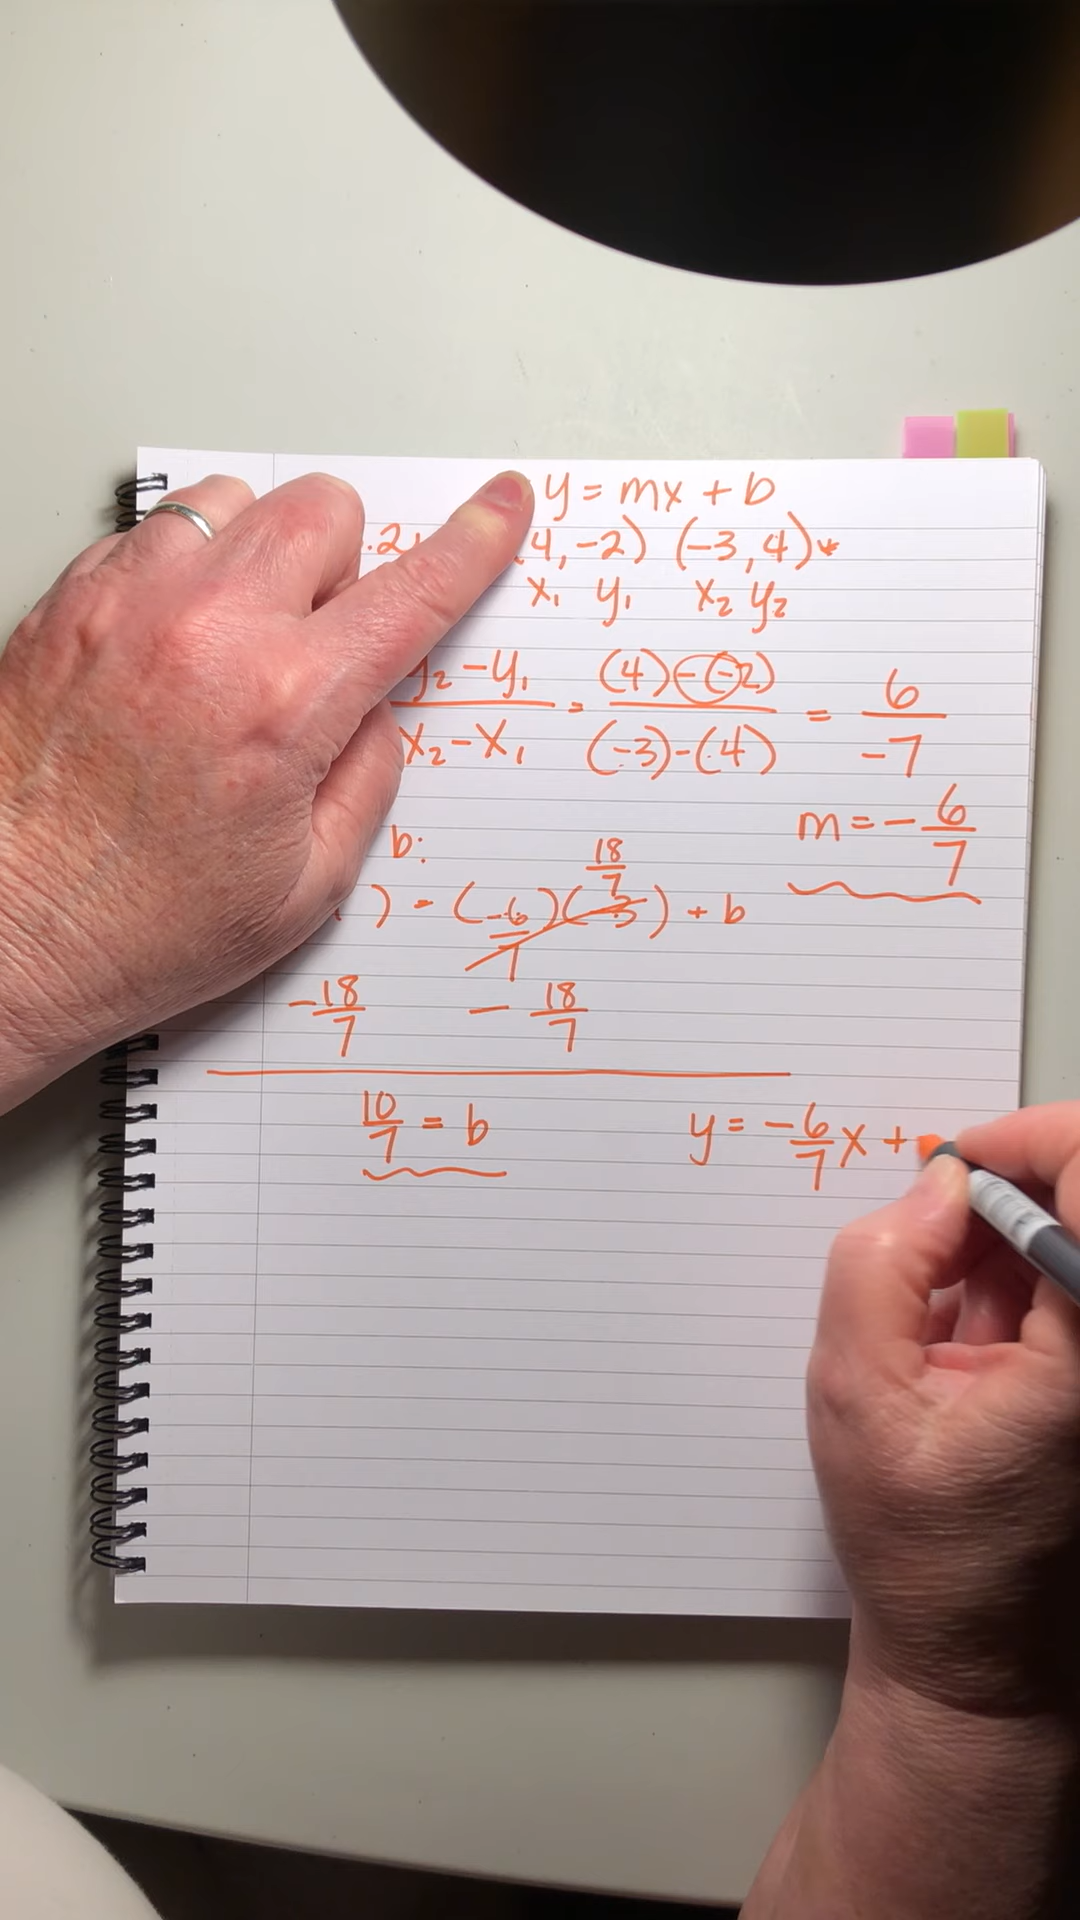 y = mx + b
4, -2) (-3, 4)*
x₁ y₁ x₂ y₂
y₂ - y₁ / x₂ - x₁ = (4) - (-2) / (-3) - (4) = 6 / -7
m = - 6/7
b:
18/7
) = (-6/7)(-3) + b
- 18/7 - 18/7
10/7 = b
y = - 6/7 x +